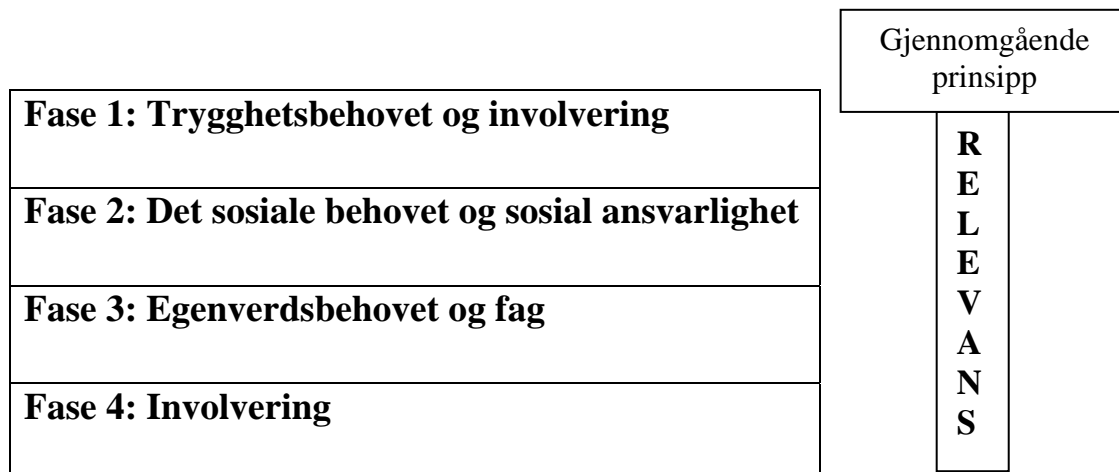 Gjennomgående
prinsipp
Fase 1: Trygghetsbehovet og involvering
Fase 2: Det sosiale behovet og sosial ansvarlighet
Fase 3: Egenverdsbehovet og fag
Fase 4: Involvering
R
E
L
E
V
A
N
S